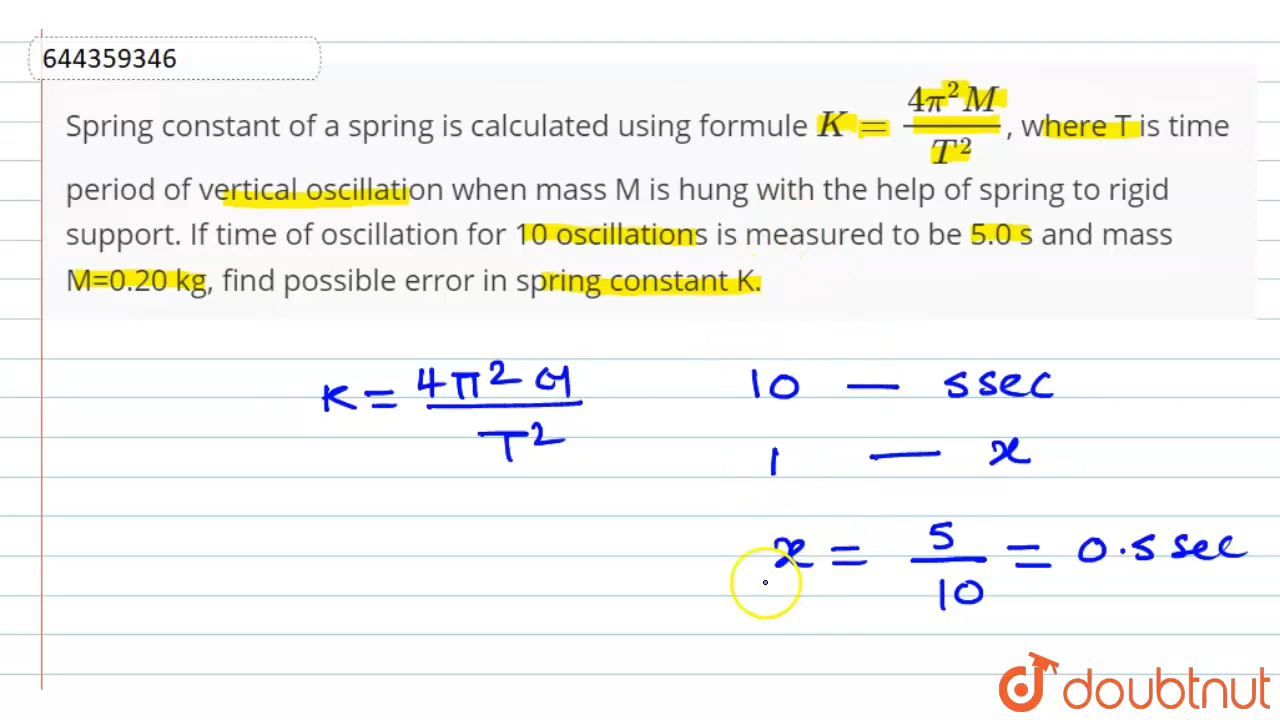 644359346
Spring constant of a spring is calculated using formule K = 4π²M / T², where T is time
period of vertical oscillation when mass M is hung with the help of spring to rigid
support. If time of oscillation for 10 oscillations is measured to be 5.0 s and mass
M=0.20 kg, find possible error in spring constant K.
K = 4π² M / T²
10 — 5 sec
1 — x
x = 5 / 10 = 0.5 sec
doubtnut